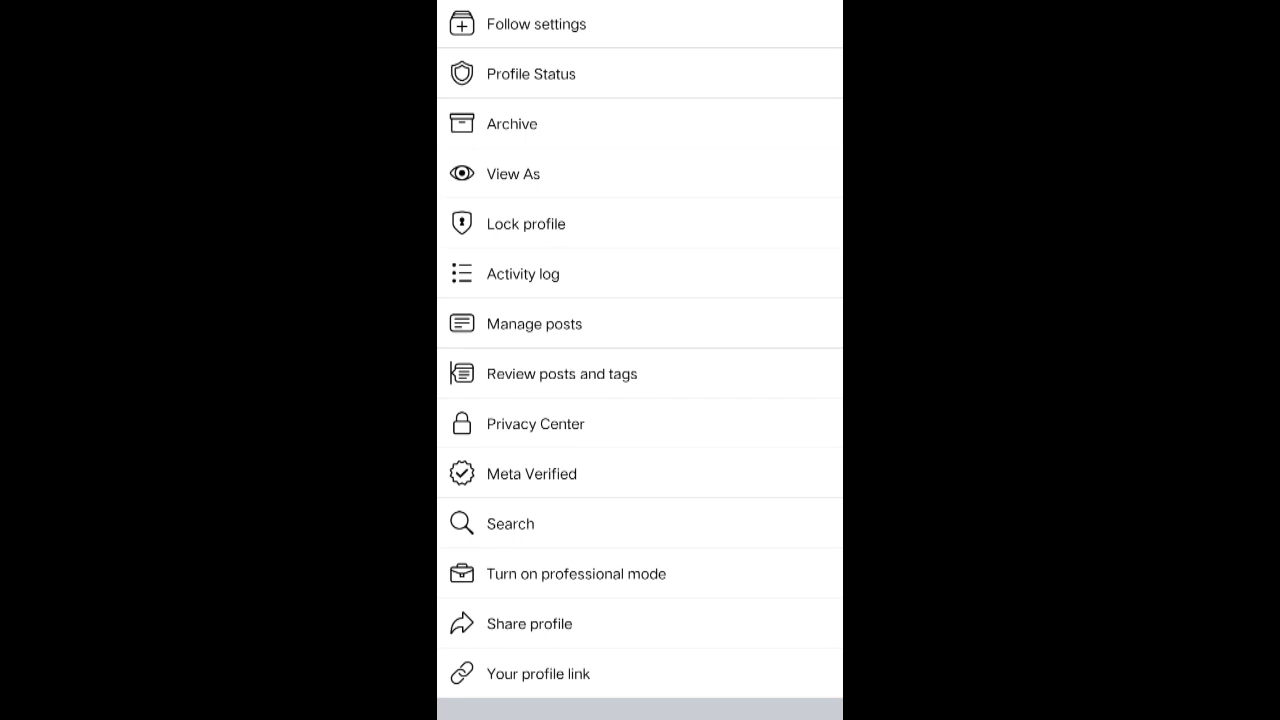 Follow settings
Profile Status
Archive
View As
Lock profile
Activity log
Manage posts
Review posts and tags
Privacy Center
Meta Verified
Search
Turn on professional mode
Share profile
Your profile link